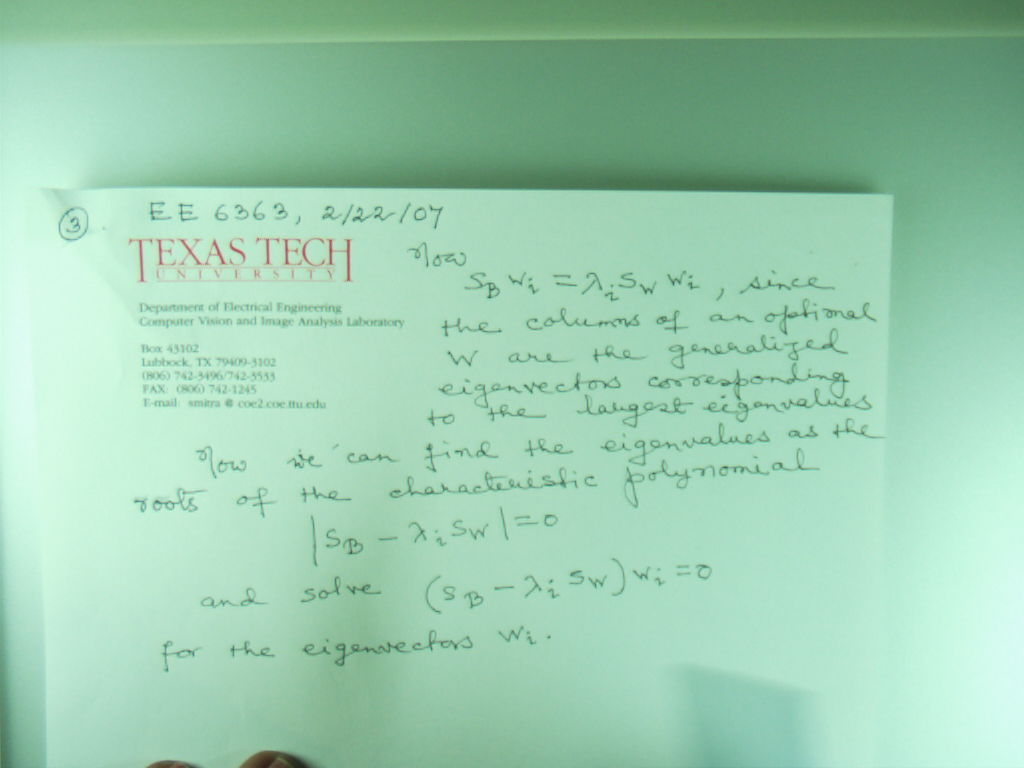 ③ EE 6363, 2/22/07
TEXAS TECH
UNIVERSITY
Department of Electrical Engineering
Computer Vision and Image Analysis Laboratory
Box 43102
Lubbock, TX 79409-3102
(806) 742-3496/742-3533
FAX: (806) 742-1245
E-mail: smitra @ coe2.coe.ttu.edu
Now
S_B w_i = λ_i S_W w_i , since
the columns of an optimal
W are the generalized
eigenvectors corresponding
to the largest eigenvalues
Now we can find the eigenvalues as the
roots of the characteristic polynomial
|S_B - λ_i S_W| = 0
and solve (S_B - λ_i S_W) w_i = 0
for the eigenvectors w_i.